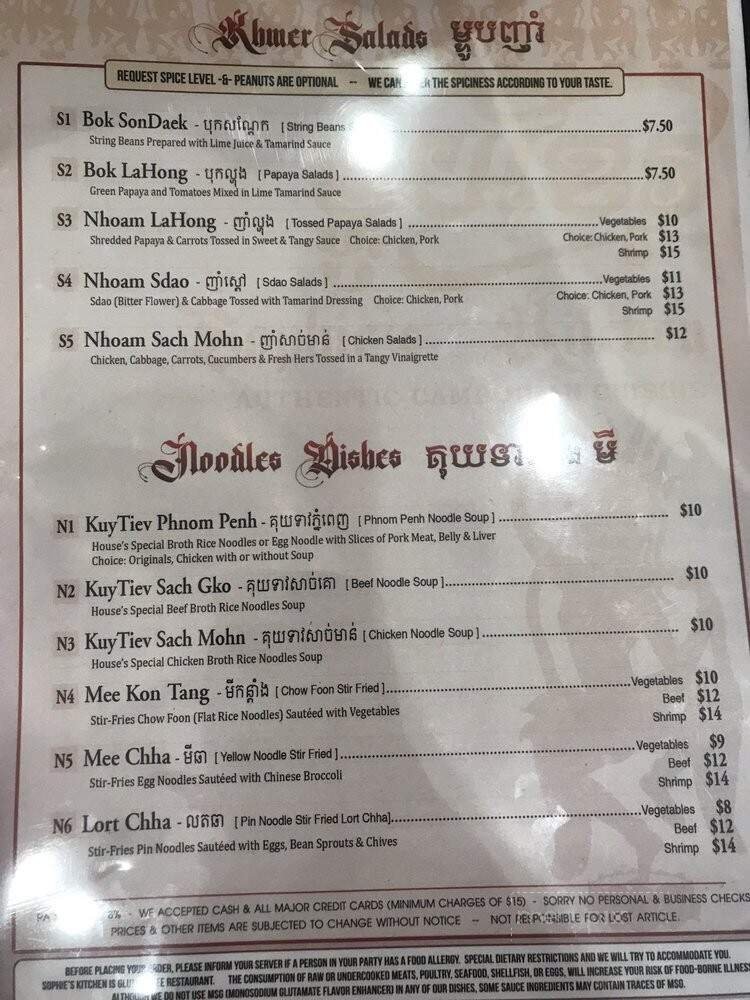 Khmer Salads ម្ហូបញាំ
REQUEST SPICE LEVEL -&- PEANUTS ARE OPTIONAL -- WE CAN THE SPICINESS ACCORDING TO YOUR TASTE.
S1 Bok SonDaek - បុកសណ្តែក [ String Beans ........ $7.50
String Beans Prepared with Lime Juice & Tamarind Sauce
S2 Bok LaHong - បុកល្ហុង [ Papaya Salads ] ........ $7.50
Green Papaya and Tomatoes Mixed in Lime Tamarind Sauce
S3 Nhoam LaHong - ញាំល្ហុង [ Tossed Papaya Salads ] ........ Vegetables $10
Shredded Papaya & Carrots Tossed in Sweet & Tangy Sauce Choice: Chicken, Pork Choice: Chicken, Pork $13
Shrimp $15
S4 Nhoam Sdao - ញាំស្តៅ [ Sdao Salads ] ........ Vegetables $11
Sdao (Bitter Flower) & Cabbage Tossed with Tamarind Dressing Choice: Chicken, Pork Choice: Chicken, Pork $13
Shrimp $15
S5 Nhoam Sach Mohn - ញាំសាច់មាន់ [ Chicken Salads ] ........ $12
Chicken, Cabbage, Carrots, Cucumbers & Fresh Hers Tossed in a Tangy Vinaigrette
Noodles Dishes គុយទាវ មី
N1 KuyTiev Phnom Penh - គុយទាវភ្នំពេញ [ Phnom Penh Noodle Soup ] ........ $10
House's Special Broth Rice Noodles or Egg Noodle with Slices of Pork Meat, Belly & Liver
Choice: Originals, Chicken with or without Soup
N2 KuyTiev Sach Gko - គុយទាវសាច់គោ [ Beef Noodle Soup ]........ $10
House's Special Beef Broth Rice Noodles Soup
N3 KuyTiev Sach Mohn - គុយទាវសាច់មាន់ [ Chicken Noodle Soup ] ........ $10
House's Special Chicken Broth Rice Noodles Soup
N4 Mee Kon Tang - មីកន្តាំង [ Chow Foon Stir Fried ]........ Vegetables $10
Beef $12
Stir-Fries Chow Foon (Flat Rice Noodles) Sautéed with Vegetables Shrimp $14
N5 Mee Chha - មីឆា [ Yellow Noodle Stir Fried ]........ Vegetables $9
Beef $12
Stir-Fries Egg Noodles Sautéed with Chinese Broccoli Shrimp $14
N6 Lort Chha - លតឆា [ Pin Noodle Stir Fried Lort Chha]........ Vegetables $8
Beef $12
Stir-Fries Pin Noodles Sautéed with Eggs, Bean Sprouts & Chives Shrimp $14
8% - WE ACCEPTED CASH & ALL MAJOR CREDIT CARDS (MINIMUM CHARGES OF $15) - SORRY NO PERSONAL & BUSINESS CHECKS
PRICES & OTHER ITEMS ARE SUBJECTED TO CHANGE WITHOUT NOTICE -- NOT RESPONSIBLE FOR LOST ARTICLE.
BEFORE PLACING YOUR ORDER, PLEASE INFORM YOUR SERVER IF A PERSON IN YOUR PARTY HAS A FOOD ALLERGY. SPECIAL DIETARY RESTRICTIONS AND WE WILL TRY TO ACCOMMODATE YOU.
SOPHIE'S KITCHEN IS RESTAURANT. THE CONSUMPTION OF RAW OR UNDERCOOKED MEATS, POULTRY, SEAFOOD, SHELLFISH, OR EGGS, WILL INCREASE YOUR RISK OF FOOD-BORNE ILLNESS
ALTHOUGH WE DO NOT USE MSG (MONOSODIUM GLUTAMATE FLAVOR ENHANCER) IN ANY OF OUR DISHES, SOME SAUCE INGREDIENTS MAY CONTAIN TRACES OF MSG.